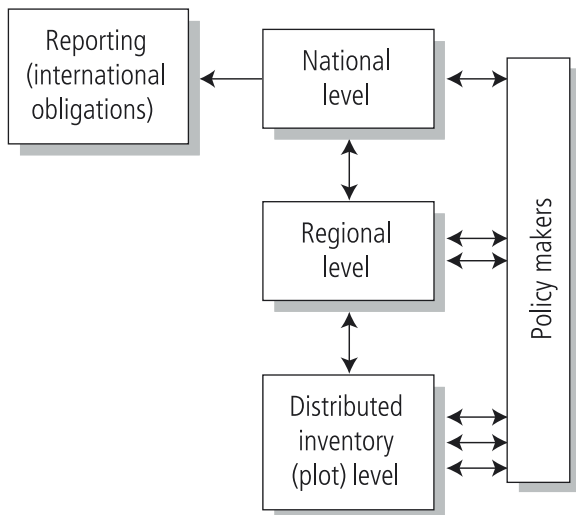 Reporting
(international
obligations)
National
level
Regional
level
Distributed
inventory
(plot) level
Policy makers